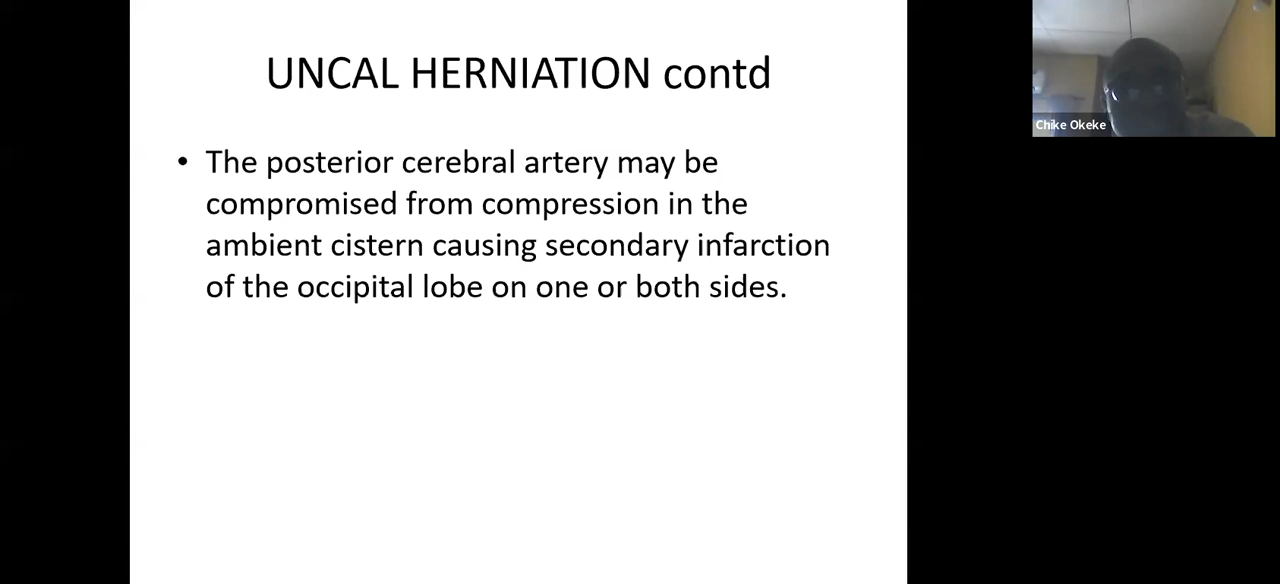 UNCAL HERNIATION contd
• The posterior cerebral artery may be
compromised from compression in the
ambient cistern causing secondary infarction
of the occipital lobe on one or both sides.
Chike Okeke